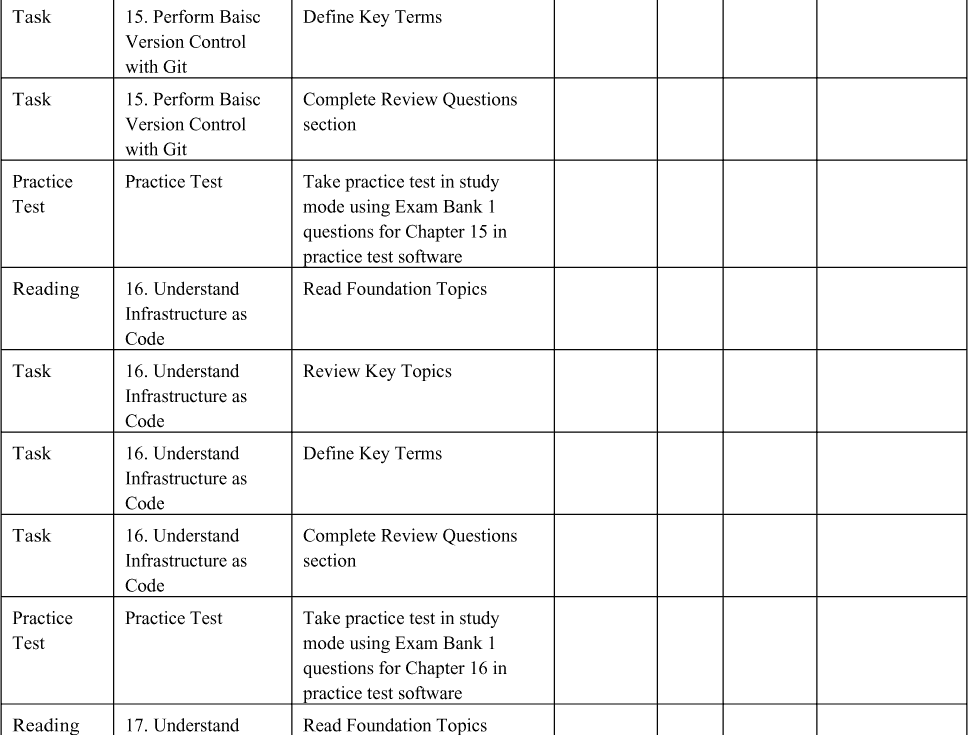 Task 15. Perform Baisc Define Key Terms
Version Control
with Git
Task 15. Perform Baisc Complete Review Questions
Version Control section
with Git
Practice Practice Test Take practice test in study
Test mode using Exam Bank 1
questions for Chapter 15 in
practice test software
Reading 16. Understand Read Foundation Topics
Infrastructure as
Code
Task 16. Understand Review Key Topics
Infrastructure as
Code
Task 16. Understand Define Key Terms
Infrastructure as
Code
Task 16. Understand Complete Review Questions
Infrastructure as section
Code
Practice Practice Test Take practice test in study
Test mode using Exam Bank 1
questions for Chapter 16 in
practice test software
Reading 17. Understand Read Foundation Topics